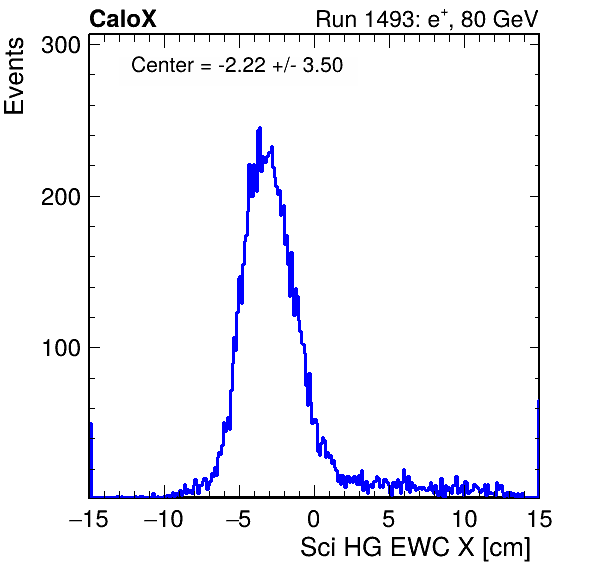 CaloX Run 1493: e⁺, 80 GeV
Center = -2.22 +/- 3.50
Events
300
200
100
−15 −10 −5 0 5 10 15
Sci HG EWC X [cm]